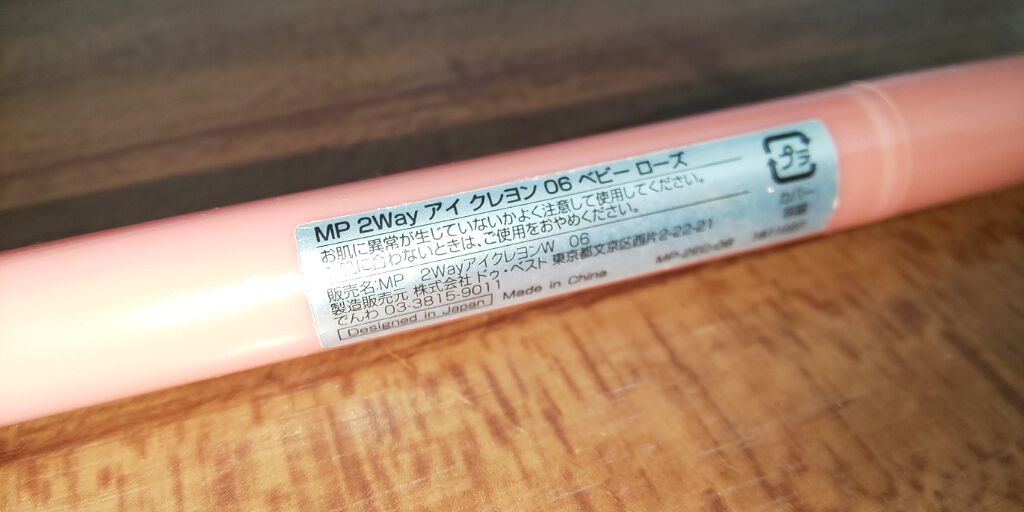 MP 2Way アイ クレヨン 06 ベビー ローズ
お肌に異常が生じていないかよく注意して使用してください。
に合わないときは、ご使用をおやめください。
販売名:MP 2WayアイクレヨンW 06
製造販売元 株式会社 ドゥ・ベスト 東京都文京区西片2-22-21
でんわ 03-3815-9011
Designed in Japan Made in China
プラ
カバー